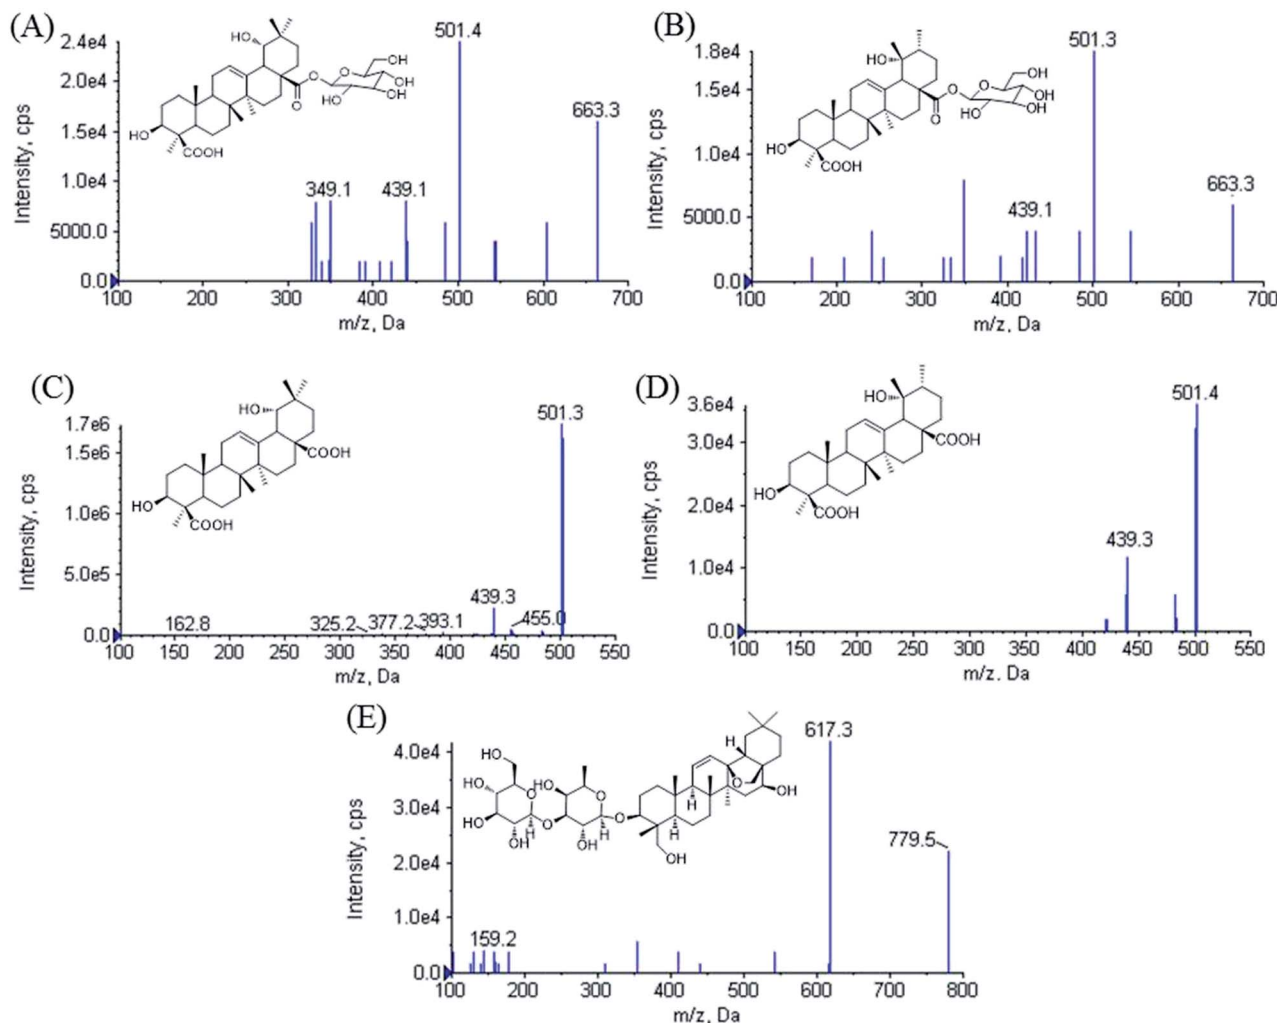 (A)
2.4e4
2.0e4
1.5e4
1.0e4
5000.0
0.0
Intensity, cps
501.4
663.3
349.1
439.1
100 200 300 400 500 600 700
m/z, Da
HO
HO
COOH
O
O
O
HO
OH
OH
OH
(B)
1.8e4
1.5e4
1.0e4
5000.0
0.0
Intensity, cps
501.3
663.3
439.1
100 200 300 400 500 600 700
m/z, Da
HO
HO
COOH
O
O
O
HO
OH
OH
OH
(C)
1.7e6
1.5e6
1.0e6
5.0e5
0.0
Intensity, cps
501.3
439.3
455.0
393.1
377.2
325.2
162.8
100 150 200 250 300 350 400 450 500 550
m/z, Da
HO
COOH
HO
COOH
(D)
3.6e4
3.0e4
2.0e4
1.0e4
0.0
Intensity, cps
501.4
439.3
100 150 200 250 300 350 400 450 500 550
m/z. Da
HO
COOH
HO
COOH
(E)
4.0e4
3.0e4
2.0e4
1.0e4
0.0
Intensity, cps
617.3
779.5
159.2
100 200 300 400 500 600 700 800
m/z, Da
HO
HO
HO
OH
O
H
O
HO
O
OH
H
O
H
H
H
O
OH
OH